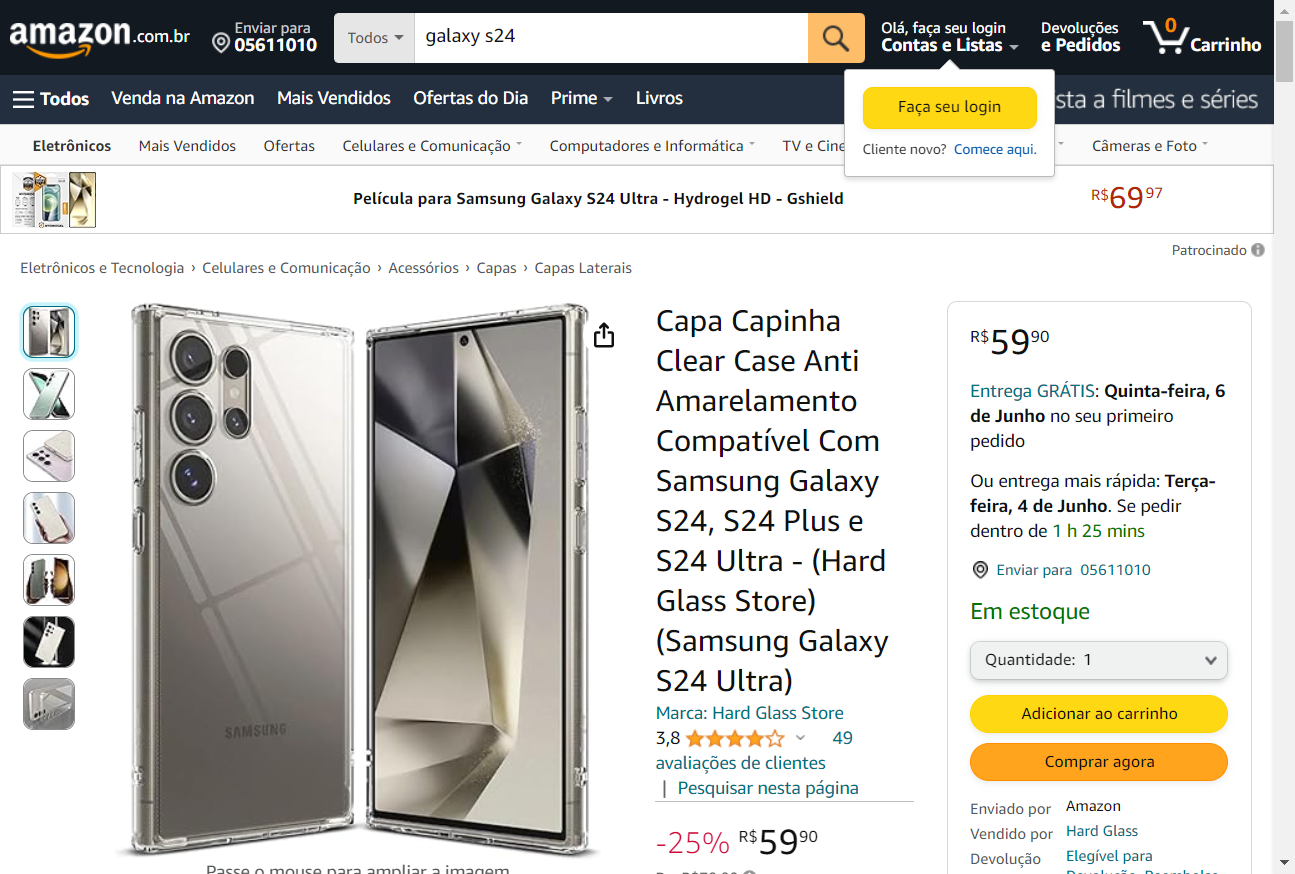 amazon.com.br
Enviar para
05611010
Todos
galaxy s24
Olá, faça seu login
Contas e Listas
Devoluções
e Pedidos
0
Carrinho
Todos
Venda na Amazon
Mais Vendidos
Ofertas do Dia
Prime
Livros
sta a filmes e séries
Faça seu login
Cliente novo? Comece aqui.
Eletrônicos
Mais Vendidos
Ofertas
Celulares e Comunicação
Computadores e Informática
TV e Cine
Câmeras e Foto
Película para Samsung Galaxy S24 Ultra - Hydrogel HD - Gshield
R$6997
Patrocinado
Eletrônicos e Tecnologia › Celulares e Comunicação › Acessórios › Capas › Capas Laterais
SAMSUNG
Passe o mouse para ampliar a imagem
Capa Capinha
Clear Case Anti
Amarelamento
Compatível Com
Samsung Galaxy
S24, S24 Plus e
S24 Ultra - (Hard
Glass Store)
(Samsung Galaxy
S24 Ultra)
Marca: Hard Glass Store
3,8
49
avaliações de clientes
| Pesquisar nesta página
-25% R$5990
R$5990
Entrega GRÁTIS: Quinta-feira, 6
de Junho no seu primeiro
pedido
Ou entrega mais rápida: Terça-
feira, 4 de Junho. Se pedir
dentro de 1 h 25 mins
Enviar para 05611010
Em estoque
Quantidade: 1
Adicionar ao carrinho
Comprar agora
Enviado por Amazon
Vendido por Hard Glass
Devolução Elegível para